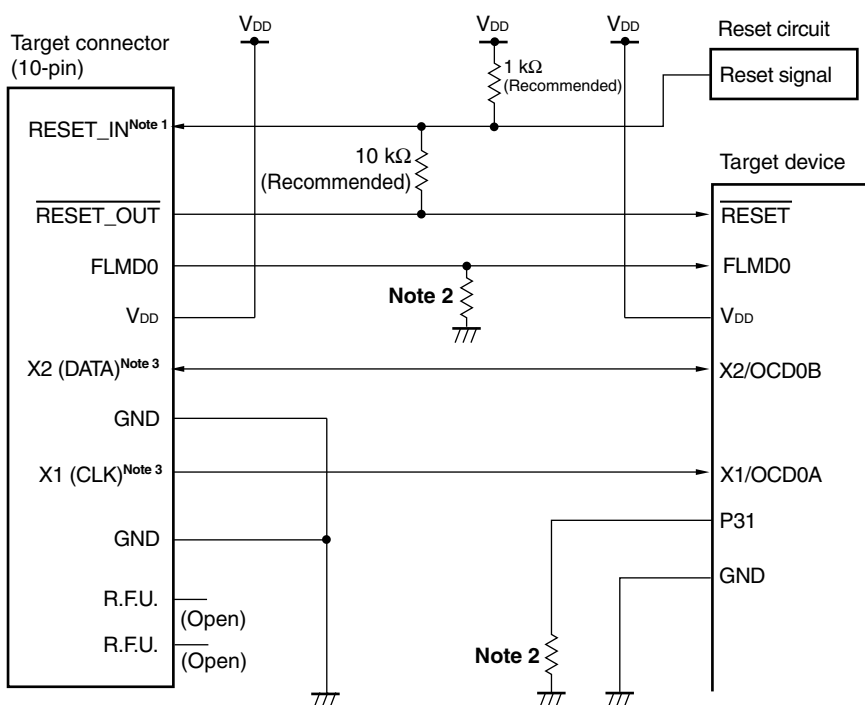 Target connector
(10-pin)
VDD
VDD
VDD
Reset circuit
Reset signal
1 kΩ
(Recommended)
RESET_INNote 1
10 kΩ
(Recommended)
Target device
RESET_OUT
RESET
FLMD0
FLMD0
Note 2
VDD
VDD
X2 (DATA)Note 3
X2/OCD0B
GND
X1 (CLK)Note 3
X1/OCD0A
P31
GND
GND
R.F.U.
(Open)
R.F.U.
(Open)
Note 2